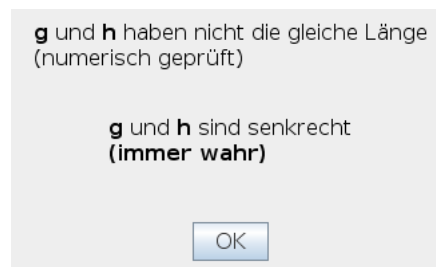 g und h haben nicht die gleiche Länge
(numerisch geprüft)
g und h sind senkrecht
(immer wahr)
OK